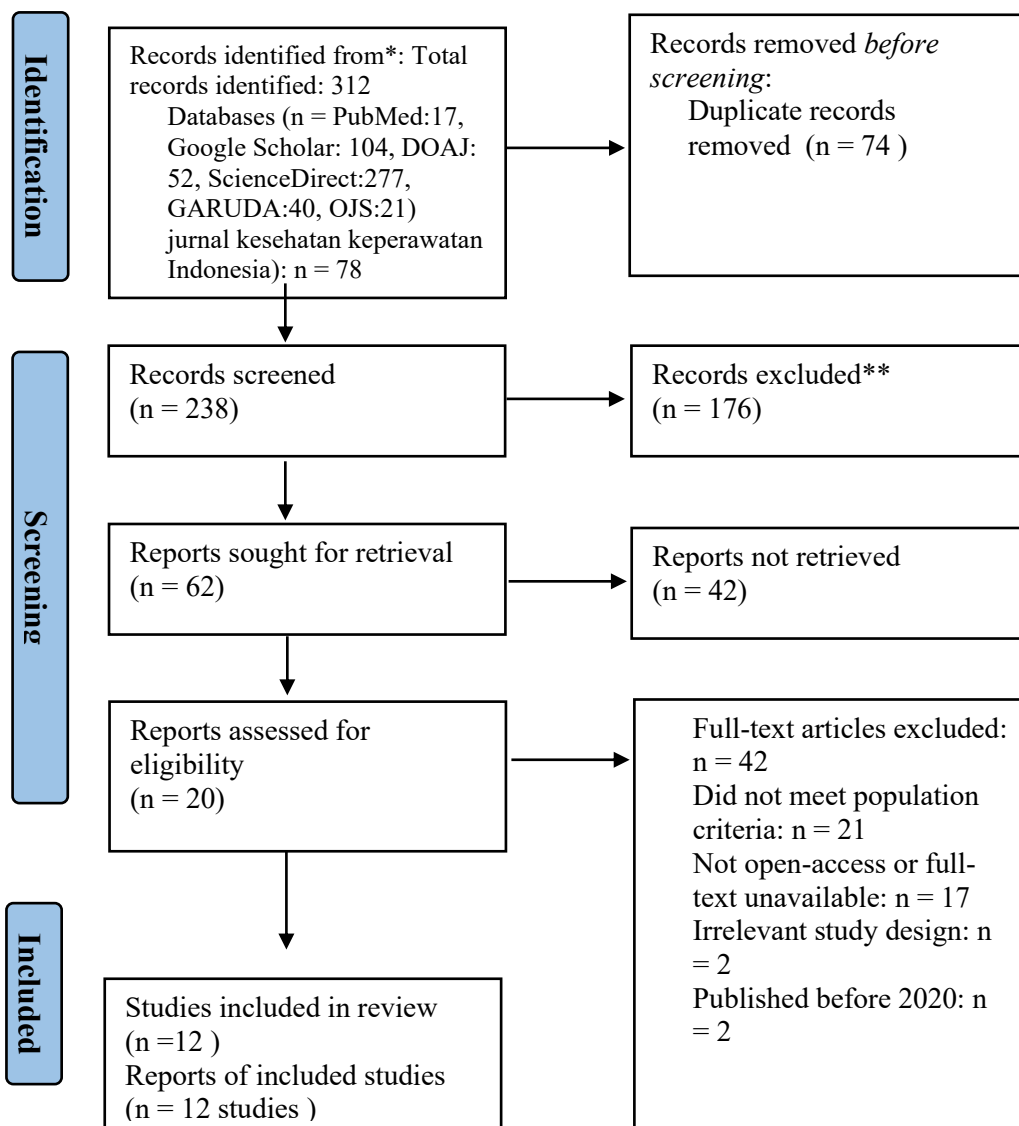 Identification
Records identified from*: Total
records identified: 312
Databases (n = PubMed:17,
Google Scholar: 104, DOAJ:
52, ScienceDirect:277,
GARUDA:40, OJS:21)
jurnal kesehatan keperawatan
Indonesia): n = 78
Records removed before
screening:
Duplicate records
removed (n = 74 )
Screening
Records screened
(n = 238)
Records excluded**
(n = 176)
Reports sought for retrieval
(n = 62)
Reports not retrieved
(n = 42)
Reports assessed for
eligibility
(n = 20)
Full-text articles excluded:
n = 42
Did not meet population
criteria: n = 21
Not open-access or full-
text unavailable: n = 17
Irrelevant study design: n
= 2
Published before 2020: n
= 2
Included
Studies included in review
(n =12 )
Reports of included studies
(n = 12 studies )